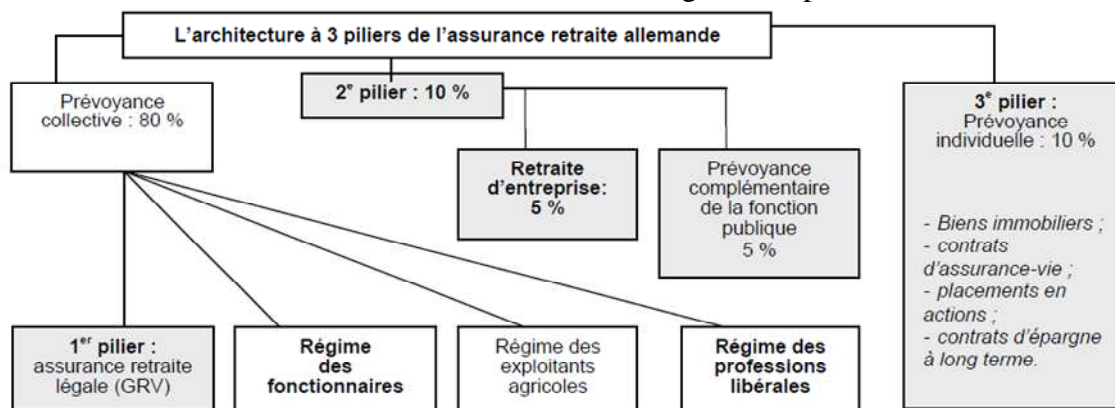 L'architecture à 3 piliers de l'assurance retraite allemande
Prévoyance
collective : 80 %
2e pilier : 10 %
3e pilier :
Prévoyance
individuelle : 10 %
- Biens immobiliers ;
- contrats
d'assurance-vie ;
- placements en
actions ;
- contrats d'épargne
à long terme.
Retraite
d'entreprise:
5 %
Prévoyance
complémentaire
de la fonction
publique
5 %
1er pilier :
assurance retraite
légale (GRV)
Régime
des
fonctionnaires
Régime des
exploitants
agricoles
Régime des
professions
libérales